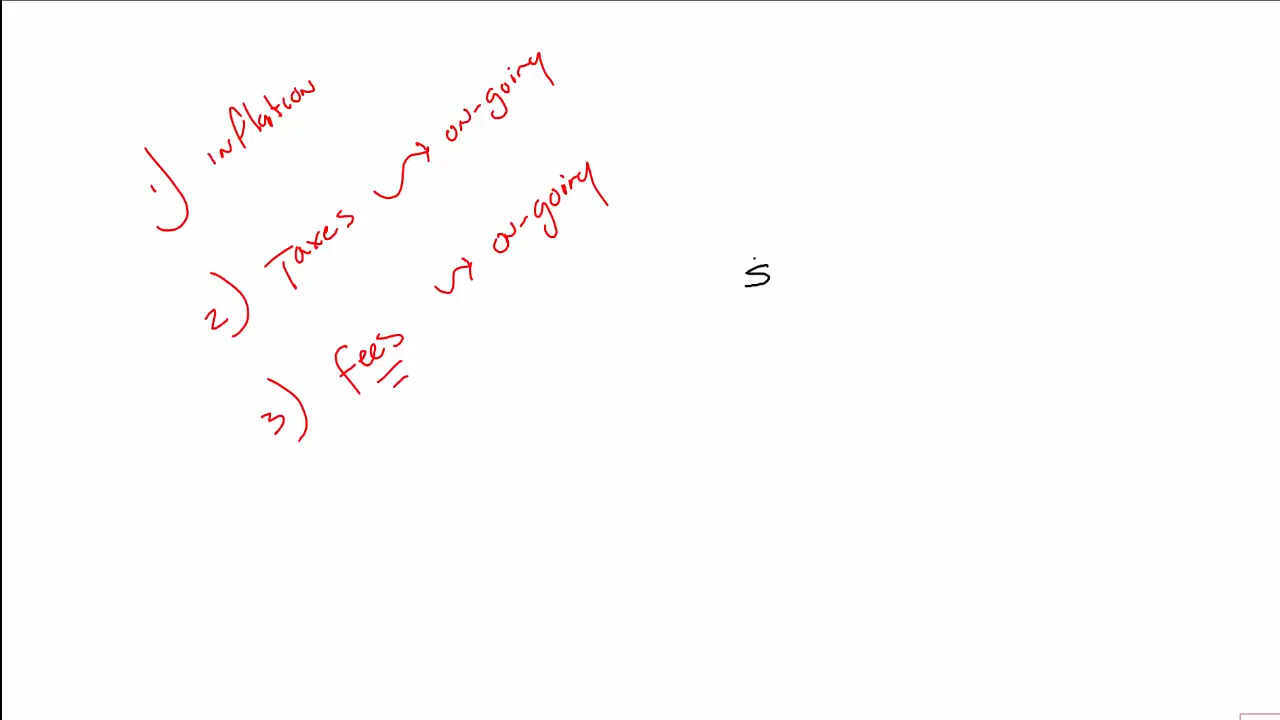 1) inflation
2) Taxes → on-going
3) fees → on-going
S